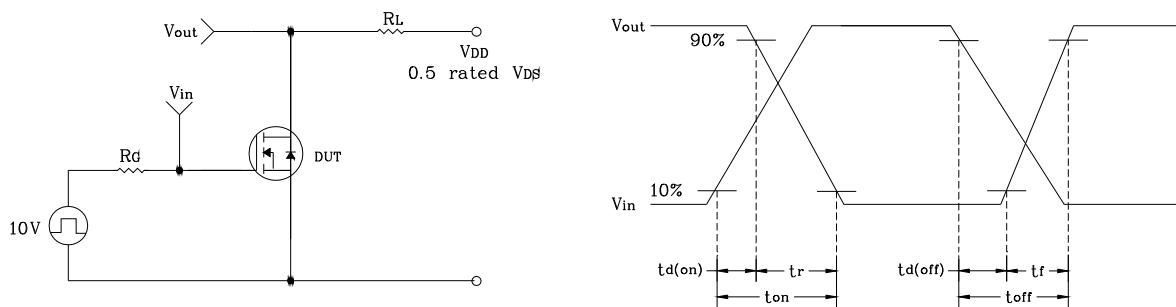 Vout
RL
VDD
0.5 rated VDS
Vin
RG
DUT
10V
Vout
90%
10%
Vin
td(on)
tr
td(off)
tf
ton
toff